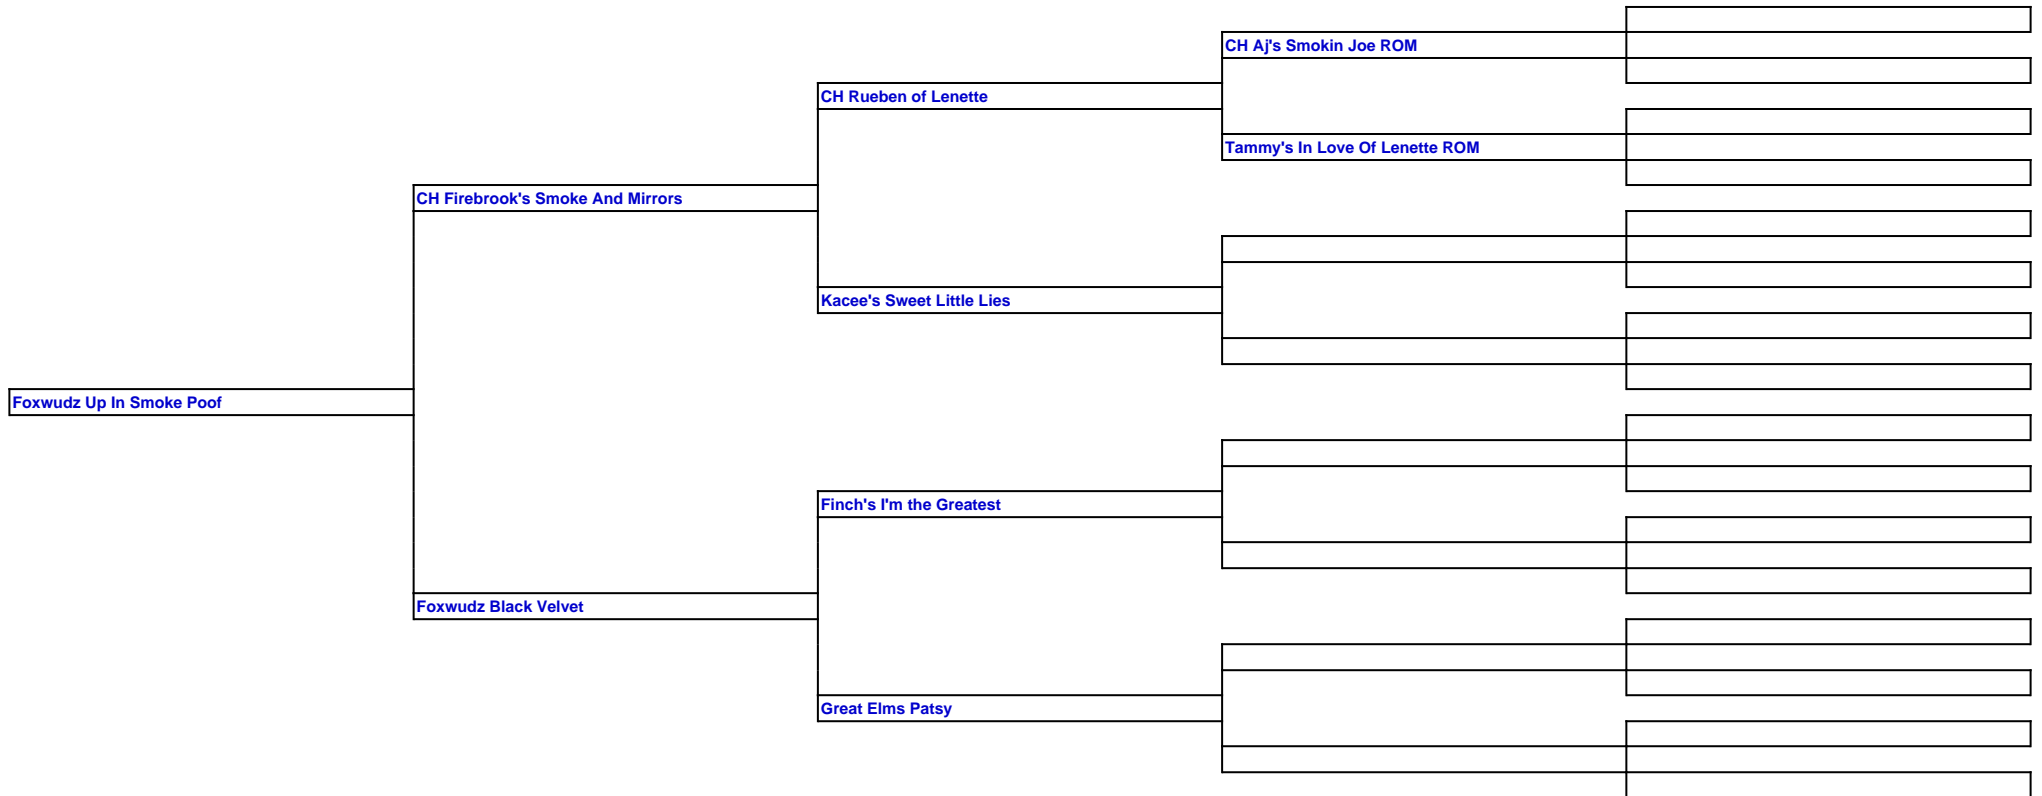 CH Aj's Smokin Joe ROM
CH Rueben of Lenette
Tammy's In Love Of Lenette ROM
CH Firebrook's Smoke And Mirrors
Kacee's Sweet Little Lies
Foxwudz Up In Smoke Poof
Finch's I'm the Greatest
Foxwudz Black Velvet
Great Elms Patsy